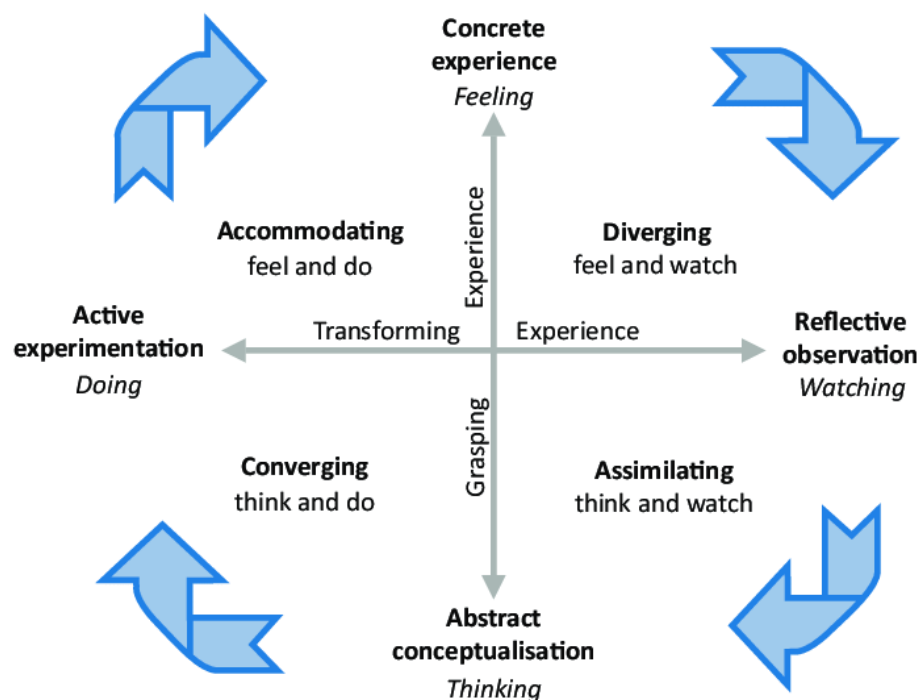 Concrete
experience
Feeling
Accommodating
feel and do
Experience
Diverging
feel and watch
Active
experimentation
Doing
Transforming
Experience
Reflective
observation
Watching
Grasping
Converging
think and do
Assimilating
think and watch
Abstract
conceptualisation
Thinking